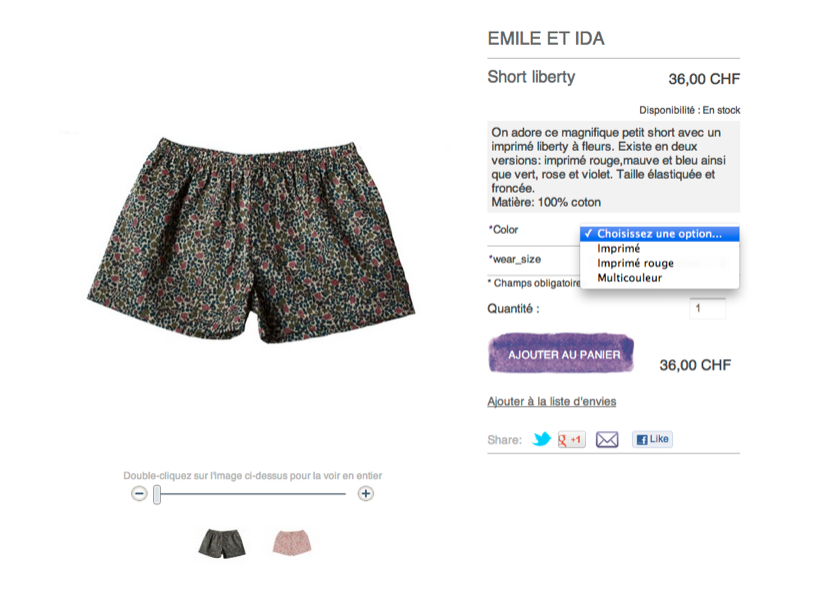 EMILE ET IDA
Short liberty
36,00 CHF
Disponibilité : En stock
On adore ce magnifique petit short avec un
imprimé liberty à fleurs. Existe en deux
versions: imprimé rouge,mauve et bleu ainsi
que vert, rose et violet. Taille élastiquée et
froncée.
Matière: 100% coton
*Color
✓ Choisissez une option...
Imprimé
Imprimé rouge
Multicouleur
*wear_size
* Champs obligatoire
Quantité :
1
AJOUTER AU PANIER
36,00 CHF
Ajouter à la liste d'envies
Share:
+1
Like
Double-cliquez sur l'image ci-dessus pour la voir en entier